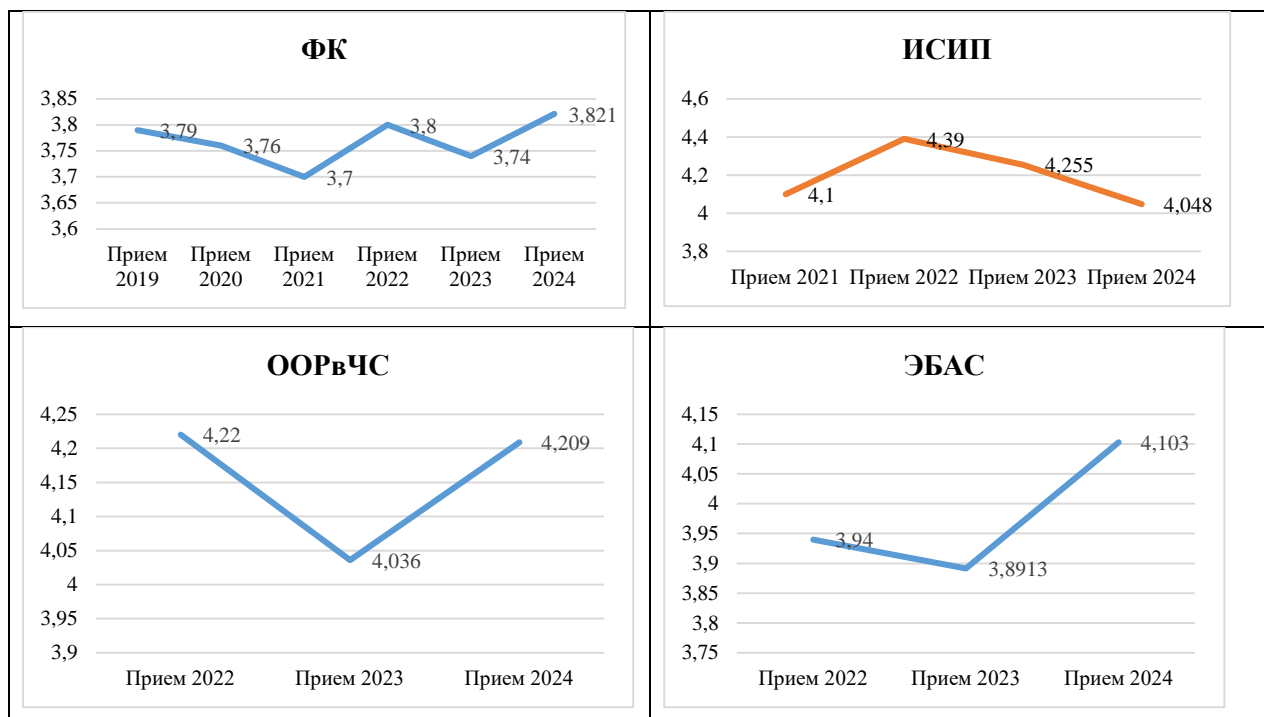 ФК
3,85
3,8
3,75
3,7
3,65
3,6
3,79
3,76
3,7
3,8
3,74
3,821
Прием 2019
Прием 2020
Прием 2021
Прием 2022
Прием 2023
Прием 2024
ИСИП
4,6
4,4
4,2
4
3,8
4,1
4,39
4,255
4,048
Прием 2021
Прием 2022
Прием 2023
Прием 2024
ООРвЧС
4,25
4,2
4,15
4,1
4,05
4
3,95
3,9
4,22
4,036
4,209
Прием 2022
Прием 2023
Прием 2024
ЭБАС
4,15
4,1
4,05
4
3,95
3,9
3,85
3,8
3,75
3,94
3,8913
4,103
Прием 2022
Прием 2023
Прием 2024